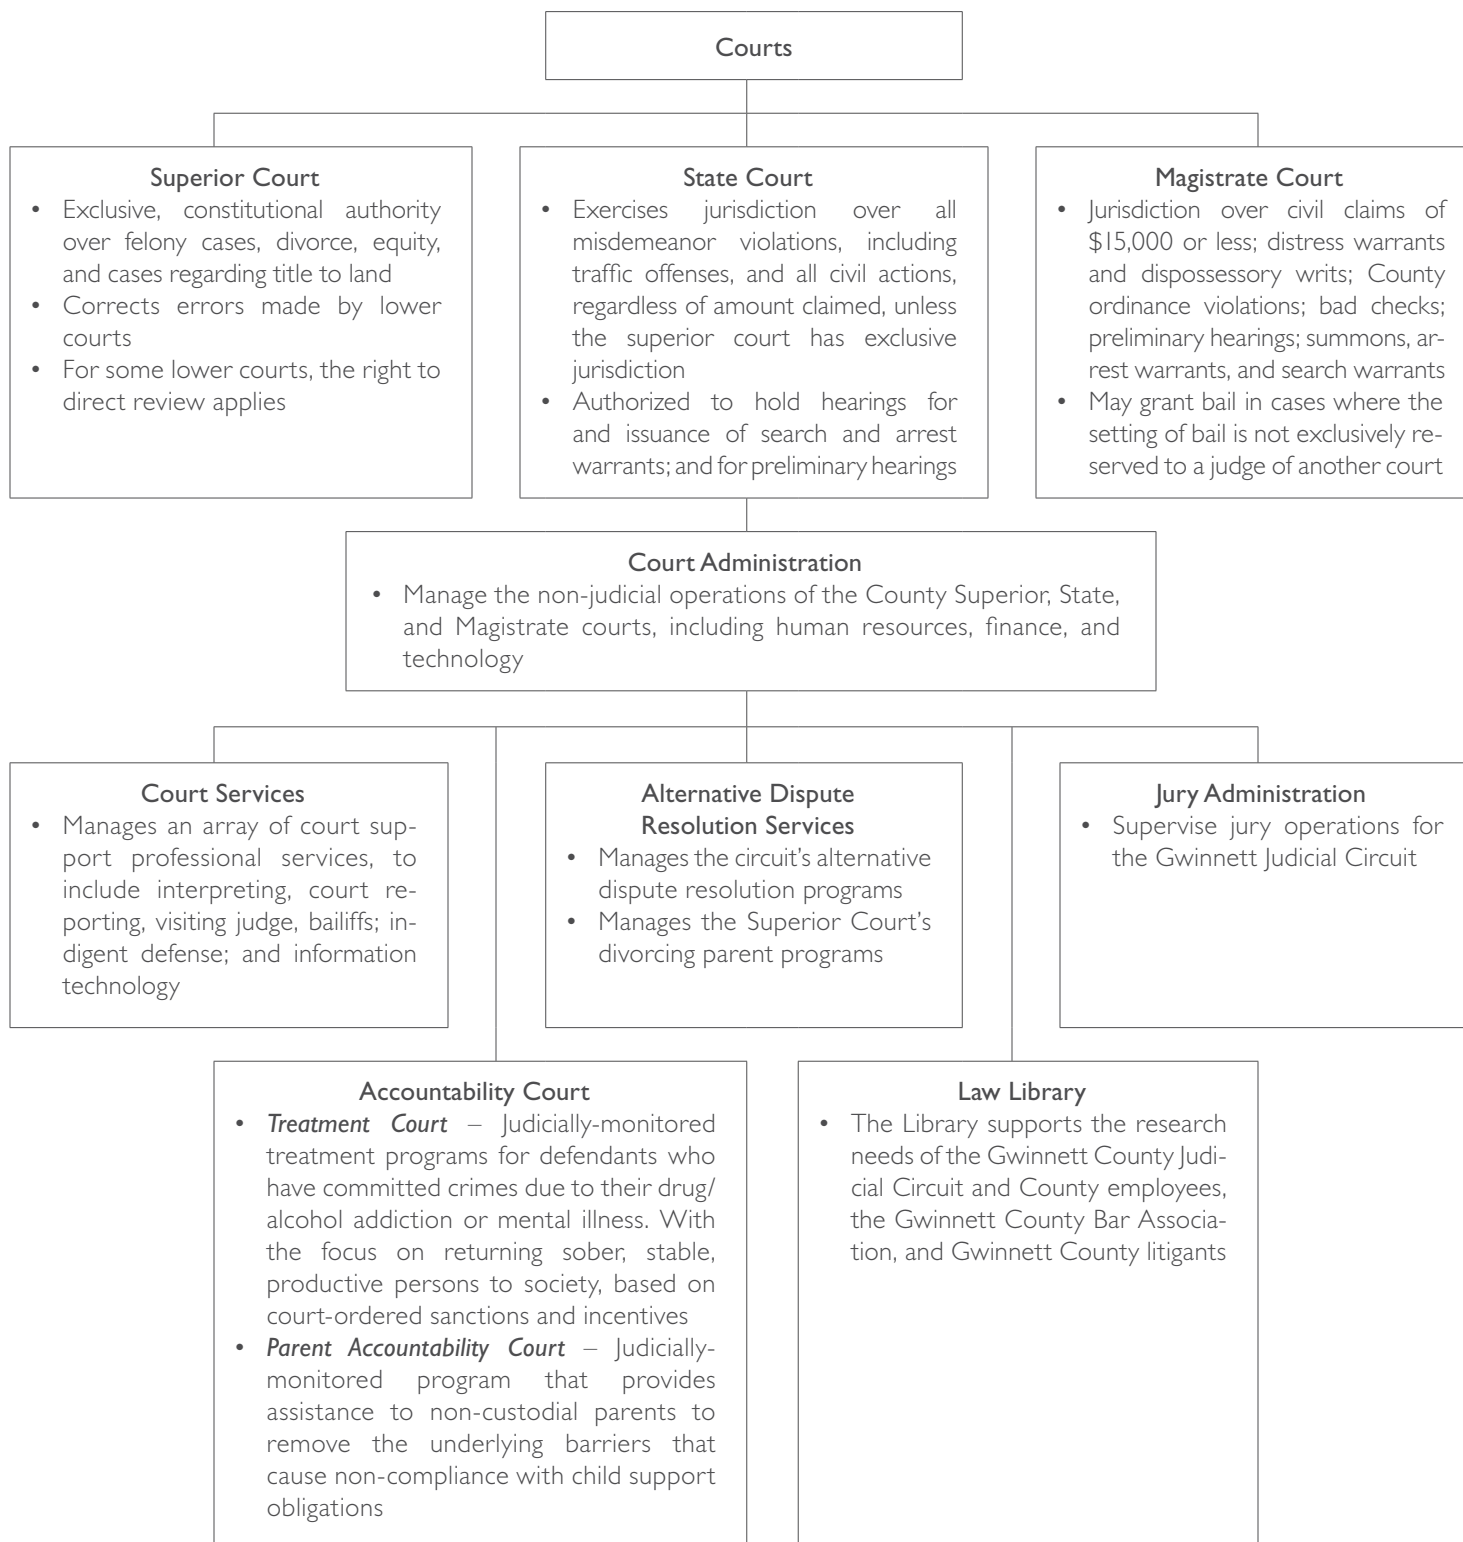 Courts
Superior Court
• Exclusive, constitutional authority
over felony cases, divorce, equity,
and cases regarding title to land
• Corrects errors made by lower
courts
• For some lower courts, the right to
direct review applies
State Court
• Exercises jurisdiction over all
misdemeanor violations, including
traffic offenses, and all civil actions,
regardless of amount claimed, unless
the superior court has exclusive
jurisdiction
• Authorized to hold hearings for
and issuance of search and arrest
warrants; and for preliminary hearings
Magistrate Court
• Jurisdiction over civil claims of
$15,000 or less; distress warrants
and dispossessory writs; County
ordinance violations; bad checks;
preliminary hearings; summons, ar-
rest warrants, and search warrants
• May grant bail in cases where the
setting of bail is not exclusively re-
served to a judge of another court
Court Administration
• Manage the non-judicial operations of the County Superior, State,
and Magistrate courts, including human resources, finance, and
technology
Court Services
• Manages an array of court sup-
port professional services, to
include interpreting, court re-
porting, visiting judge, bailiffs; in-
digent defense; and information
technology
Alternative Dispute
Resolution Services
• Manages the circuit's alternative
dispute resolution programs
• Manages the Superior Court's
divorcing parent programs
Jury Administration
• Supervise jury operations for
the Gwinnett Judicial Circuit
Accountability Court
• Treatment Court – Judicially-monitored
treatment programs for defendants who
have committed crimes due to their drug/
alcohol addiction or mental illness. With
the focus on returning sober, stable,
productive persons to society, based on
court-ordered sanctions and incentives
• Parent Accountability Court – Judicially-
monitored program that provides
assistance to non-custodial parents to
remove the underlying barriers that
cause non-compliance with child support
obligations
Law Library
• The Library supports the research
needs of the Gwinnett County Judi-
cial Circuit and County employees,
the Gwinnett County Bar Associa-
tion, and Gwinnett County litigants